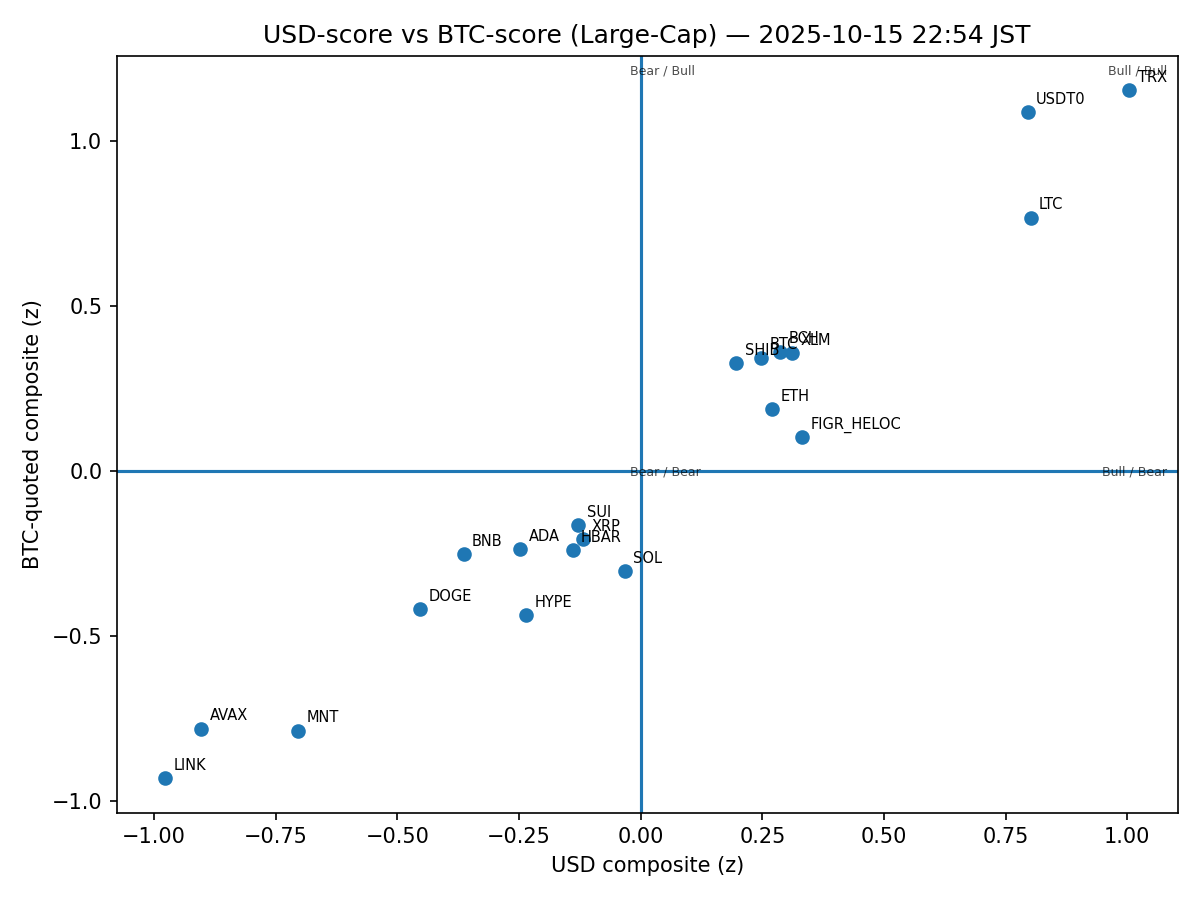 USD-score vs BTC-score (Large-Cap) — 2025-10-15 22:54 JST
Bear / Bull
Bull / Bull
TRX
USDT0
1.0
LTC
0.5
BCH
XLM
BTC
SHIB
ETH
FIGR_HELOC
0.0
Bear / Bear
Bull / Bear
SUI
XRP
HBAR
ADA
BNB
SOL
DOGE
HYPE
−0.5
AVAX
MNT
LINK
−1.0
BTC-quoted composite (z)
−1.00
−0.75
−0.50
−0.25
0.00
0.25
0.50
0.75
1.00
USD composite (z)